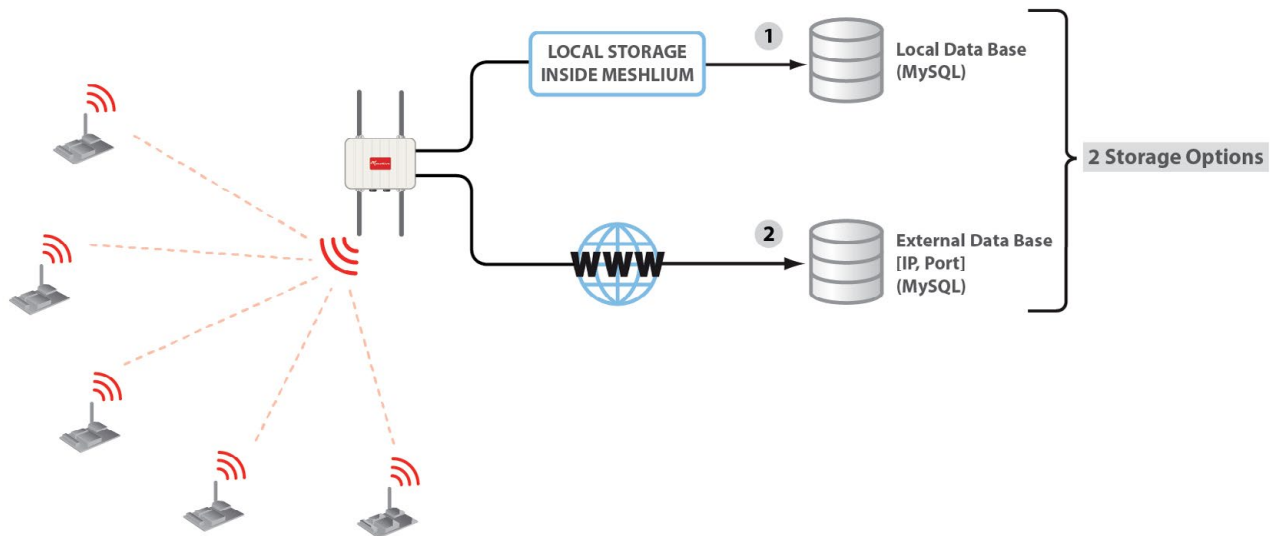 LOCAL STORAGE
INSIDE MESHLIUM
1
Local Data Base
(MySQL)
2 Storage Options
WWW
2
External Data Base
[IP, Port]
(MySQL)